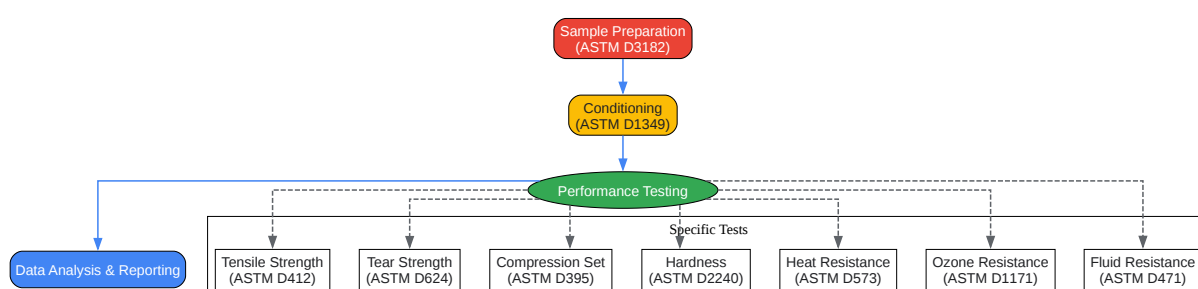 Sample Preparation
(ASTM D3182)
Conditioning
(ASTM D1349)
Performance Testing
Specific Tests
Data Analysis & Reporting
Tensile Strength
(ASTM D412)
Tear Strength
(ASTM D624)
Compression Set
(ASTM D395)
Hardness
(ASTM D2240)
Heat Resistance
(ASTM D573)
Ozone Resistance
(ASTM D1171)
Fluid Resistance
(ASTM D471)